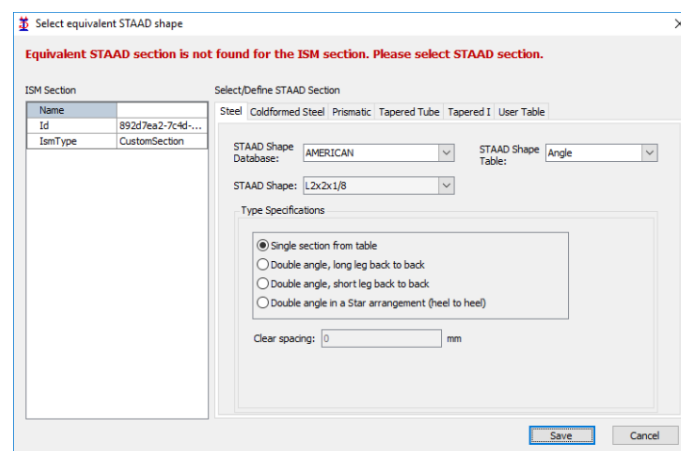 Select equivalent STAAD shape
Equivalent STAAD section is not found for the ISM section. Please select STAAD section.
ISM Section
Select/Define STAAD Section
Name
Id 892d7ea2-7c4d-...
IsmType CustomSection
Steel Coldformed Steel Prismatic Tapered Tube Tapered I User Table
STAAD Shape Database: AMERICAN
STAAD Shape Table: Angle
STAAD Shape: L2x2x1/8
Type Specifications
Single section from table
Double angle, long leg back to back
Double angle, short leg back to back
Double angle in a Star arrangement (heel to heel)
Clear spacing: 0 mm
Save Cancel